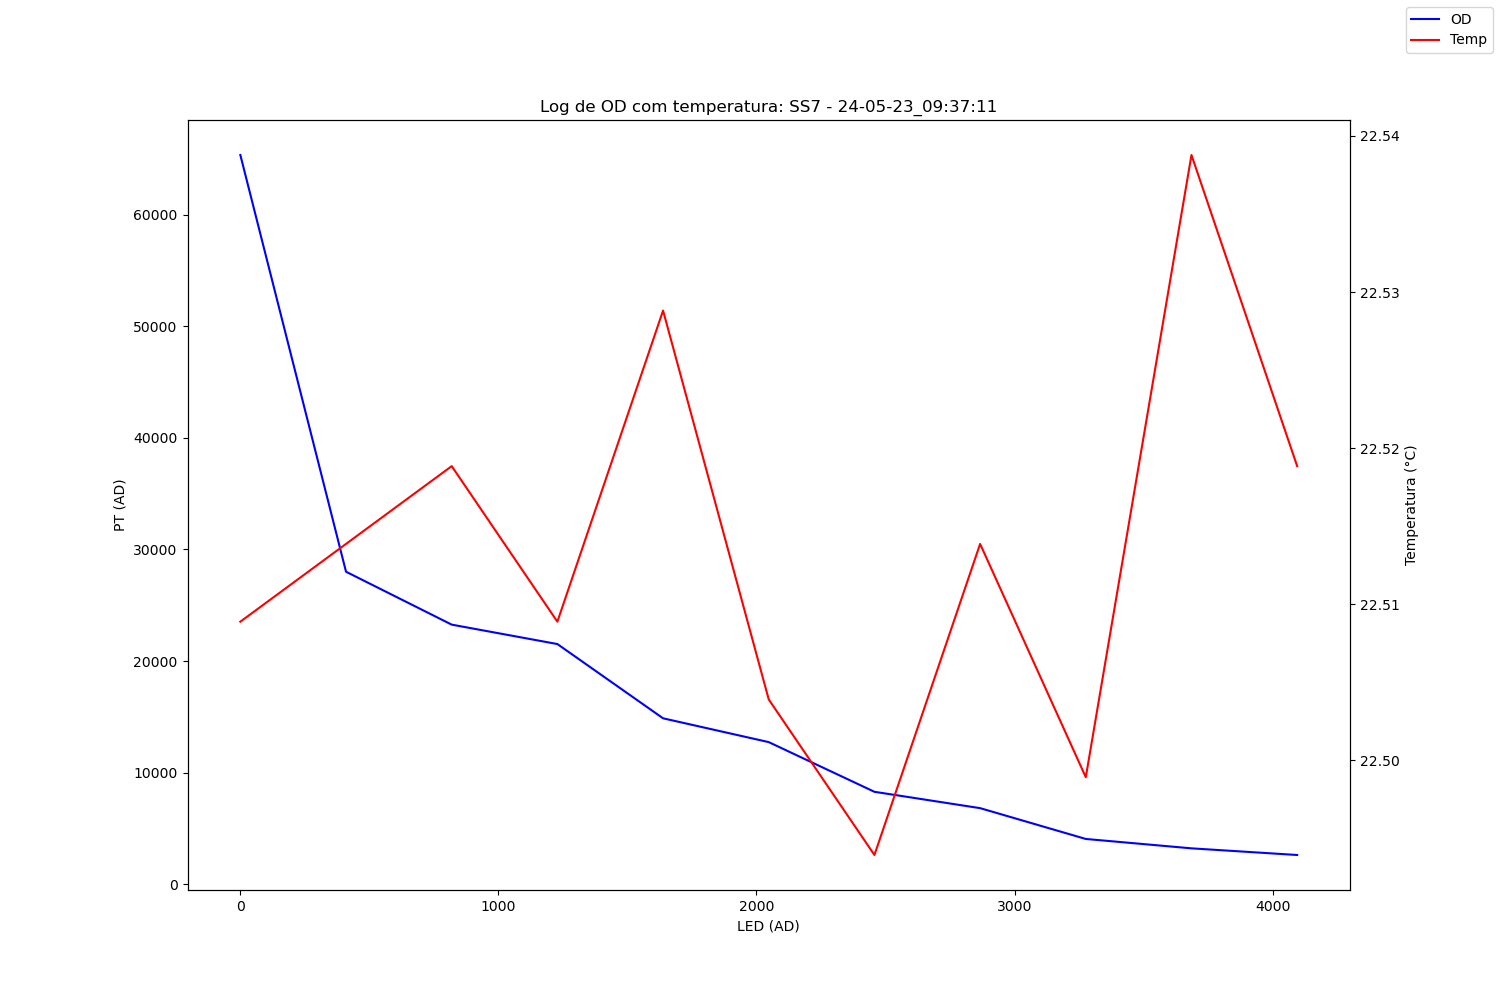 OD
Temp
Log de OD com temperatura: SS7 - 24-05-23_09:37:11
60000
50000
40000
30000
20000
10000
0
PT (AD)
22.54
22.53
22.52
22.51
22.50
Temperatura (°C)
0 1000 2000 3000 4000
LED (AD)